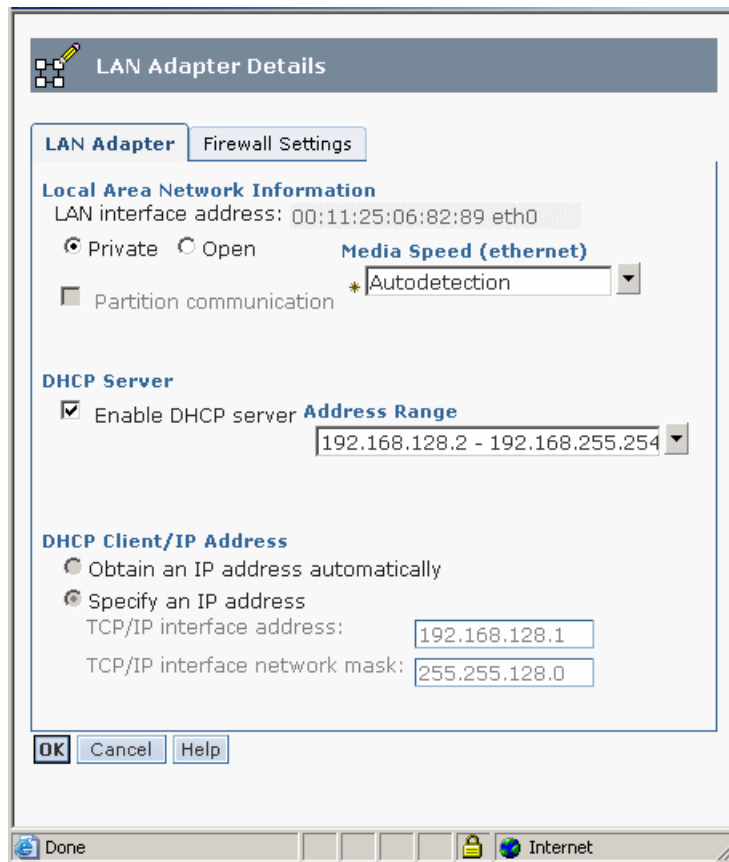 LAN Adapter Details
LAN Adapter Firewall Settings
Local Area Network Information
LAN interface address: 00:11:25:06:82:89 eth0
Private Open Media Speed (ethernet)
Partition communication * Autodetection
DHCP Server
Enable DHCP server Address Range
192.168.128.2 - 192.168.255.254
DHCP Client/IP Address
Obtain an IP address automatically
Specify an IP address
TCP/IP interface address: 192.168.128.1
TCP/IP interface network mask: 255.255.128.0
OK Cancel Help
Done Internet